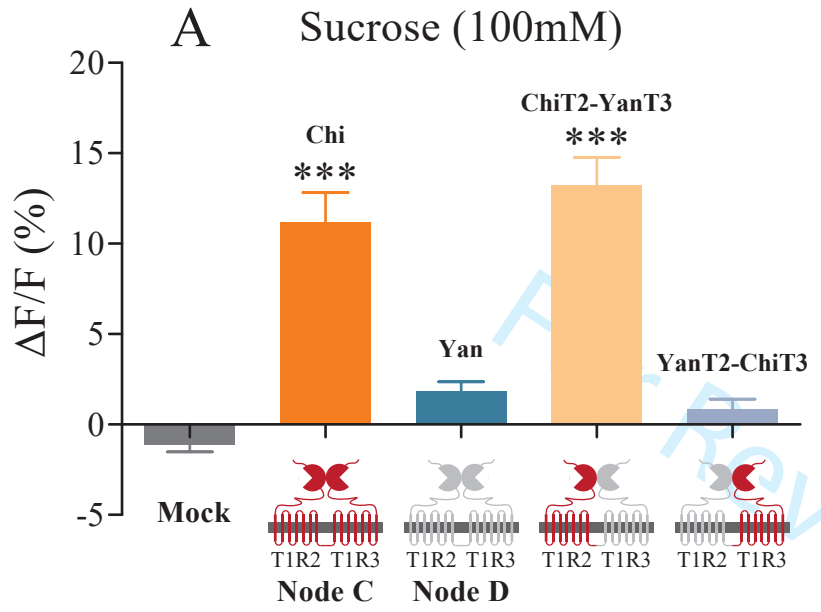 A Sucrose (100mM)
ΔF/F (%)
20
15
10
5
0
-5
Chi
***
Yan
ChiT2-YanT3
***
YanT2-ChiT3
Mock
T1R2 T1R3 T1R2 T1R3 T1R2 T1R3 T1R2 T1R3
Node C Node D
Rev